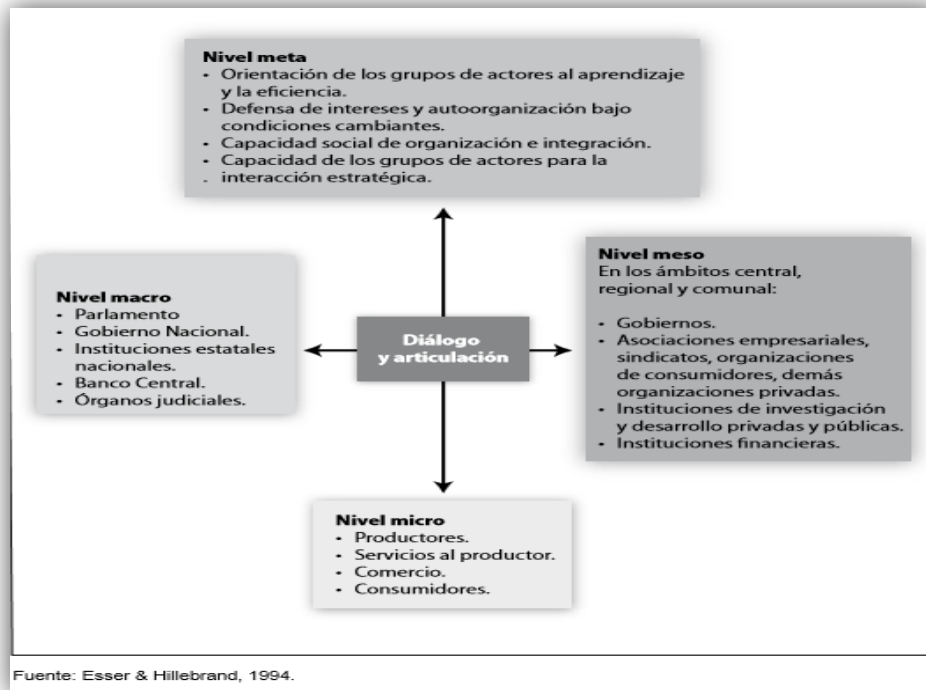 Nivel meta
• Orientación de los grupos de actores al aprendizaje
y la eficiencia.
• Defensa de intereses y autoorganización bajo
condiciones cambiantes.
• Capacidad social de organización e integración.
• Capacidad de los grupos de actores para la
. interacción estratégica.
Nivel macro
• Parlamento
• Gobierno Nacional.
• Instituciones estatales
nacionales.
• Banco Central.
• Órganos judiciales.
Diálogo
y articulación
Nivel meso
En los ámbitos central,
regional y comunal:
• Gobiernos.
• Asociaciones empresariales,
sindicatos, organizaciones
de consumidores, demás
organizaciones privadas.
• Instituciones de investigación
y desarrollo privadas y públicas.
• Instituciones financieras.
Nivel micro
• Productores.
• Servicios al productor.
• Comercio.
• Consumidores.
Fuente: Esser & Hillebrand, 1994.